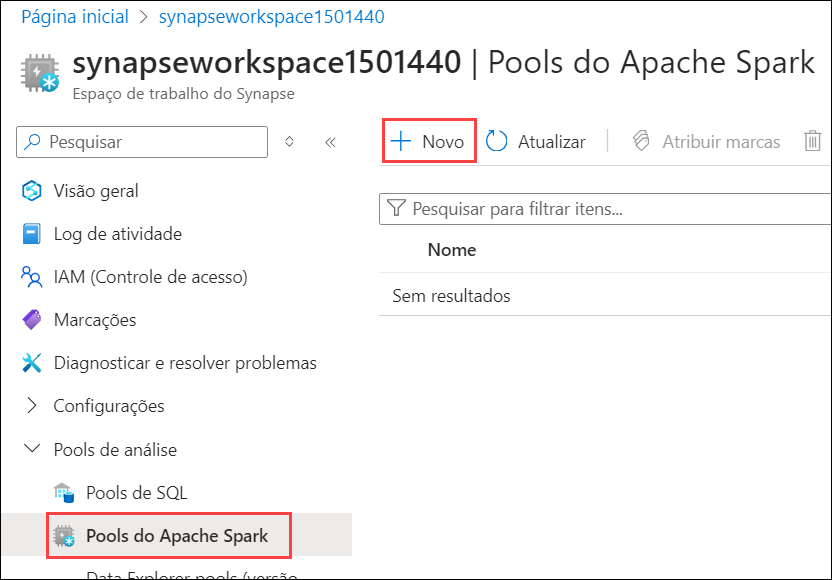 Página inicial > synapseworkspace1501440
synapseworkspace1501440 | Pools do Apache Spark
Espaço de trabalho do Synapse
Pesquisar
Novo
Atualizar
Atribuir marcas
Visão geral
Log de atividade
IAM (Controle de acesso)
Marcações
Diagnosticar e resolver problemas
Configurações
Pools de análise
Pools de SQL
Pools do Apache Spark
Data Explorer pools (versão
Pesquisar para filtrar itens...
Nome
Sem resultados